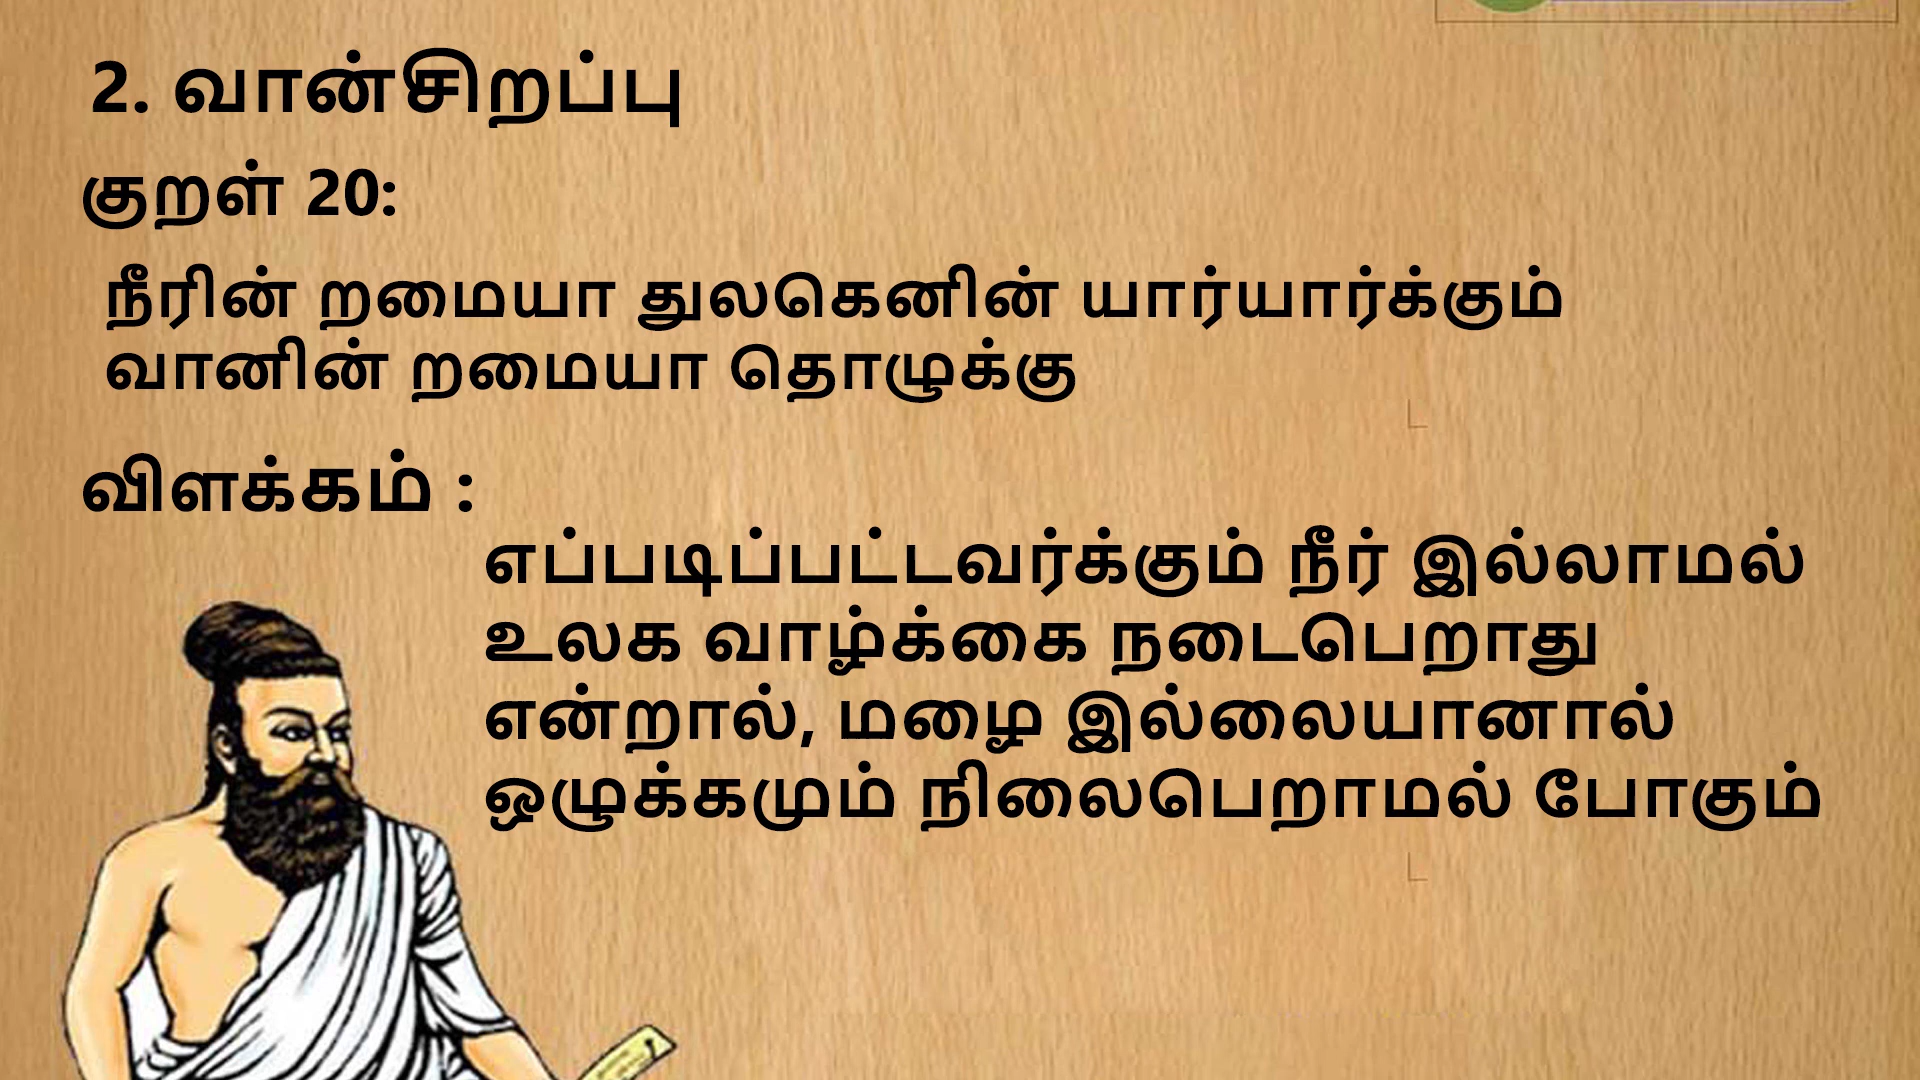 2. வான்சிறப்பு
குறள் 20:
நீரின் றமையா துலகெனின் யார்யார்க்கும்
வானின் றமையா தொழுக்கு
விளக்கம் :
எப்படிப்பட்டவர்க்கும் நீர் இல்லாமல்
உலக வாழ்க்கை நடைபெறாது
என்றால், மழை இல்லையானால்
ஒழுக்கமும் நிலைபெறாமல் போகும்